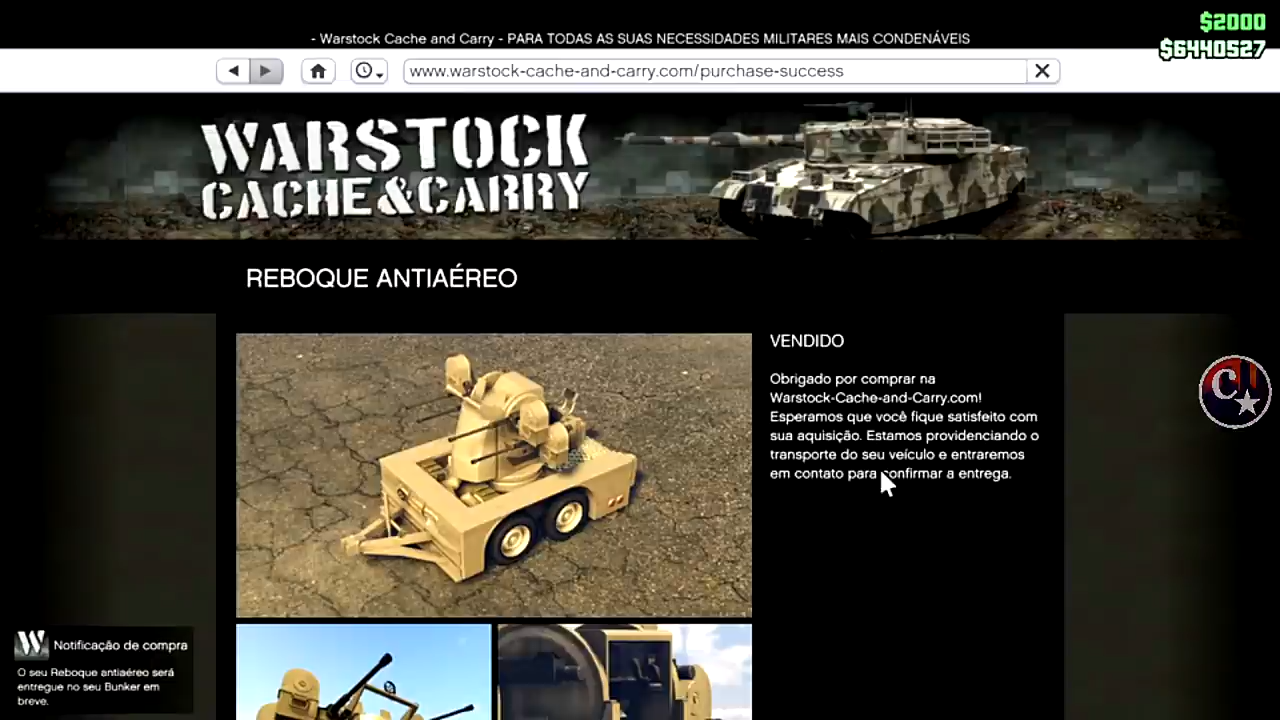 $2000
- Warstock Cache and Carry - PARA TODAS AS SUAS NECESSIDADES MILITARES MAIS CONDENÁVEIS
$6440527
www.warstock-cache-and-carry.com/purchase-success
WARSTOCK
CACHE&CARRY
REBOQUE ANTIAÉREO
VENDIDO
Obrigado por comprar na
Warstock-Cache-and-Carry.com!
Esperamos que você fique satisfeito com
sua aquisição. Estamos providenciando o
transporte do seu veículo e entraremos
em contato para confirmar a entrega.
C
W
Notificação de compra
O seu Reboque antiaéreo será
entregue no seu Bunker em
breve.